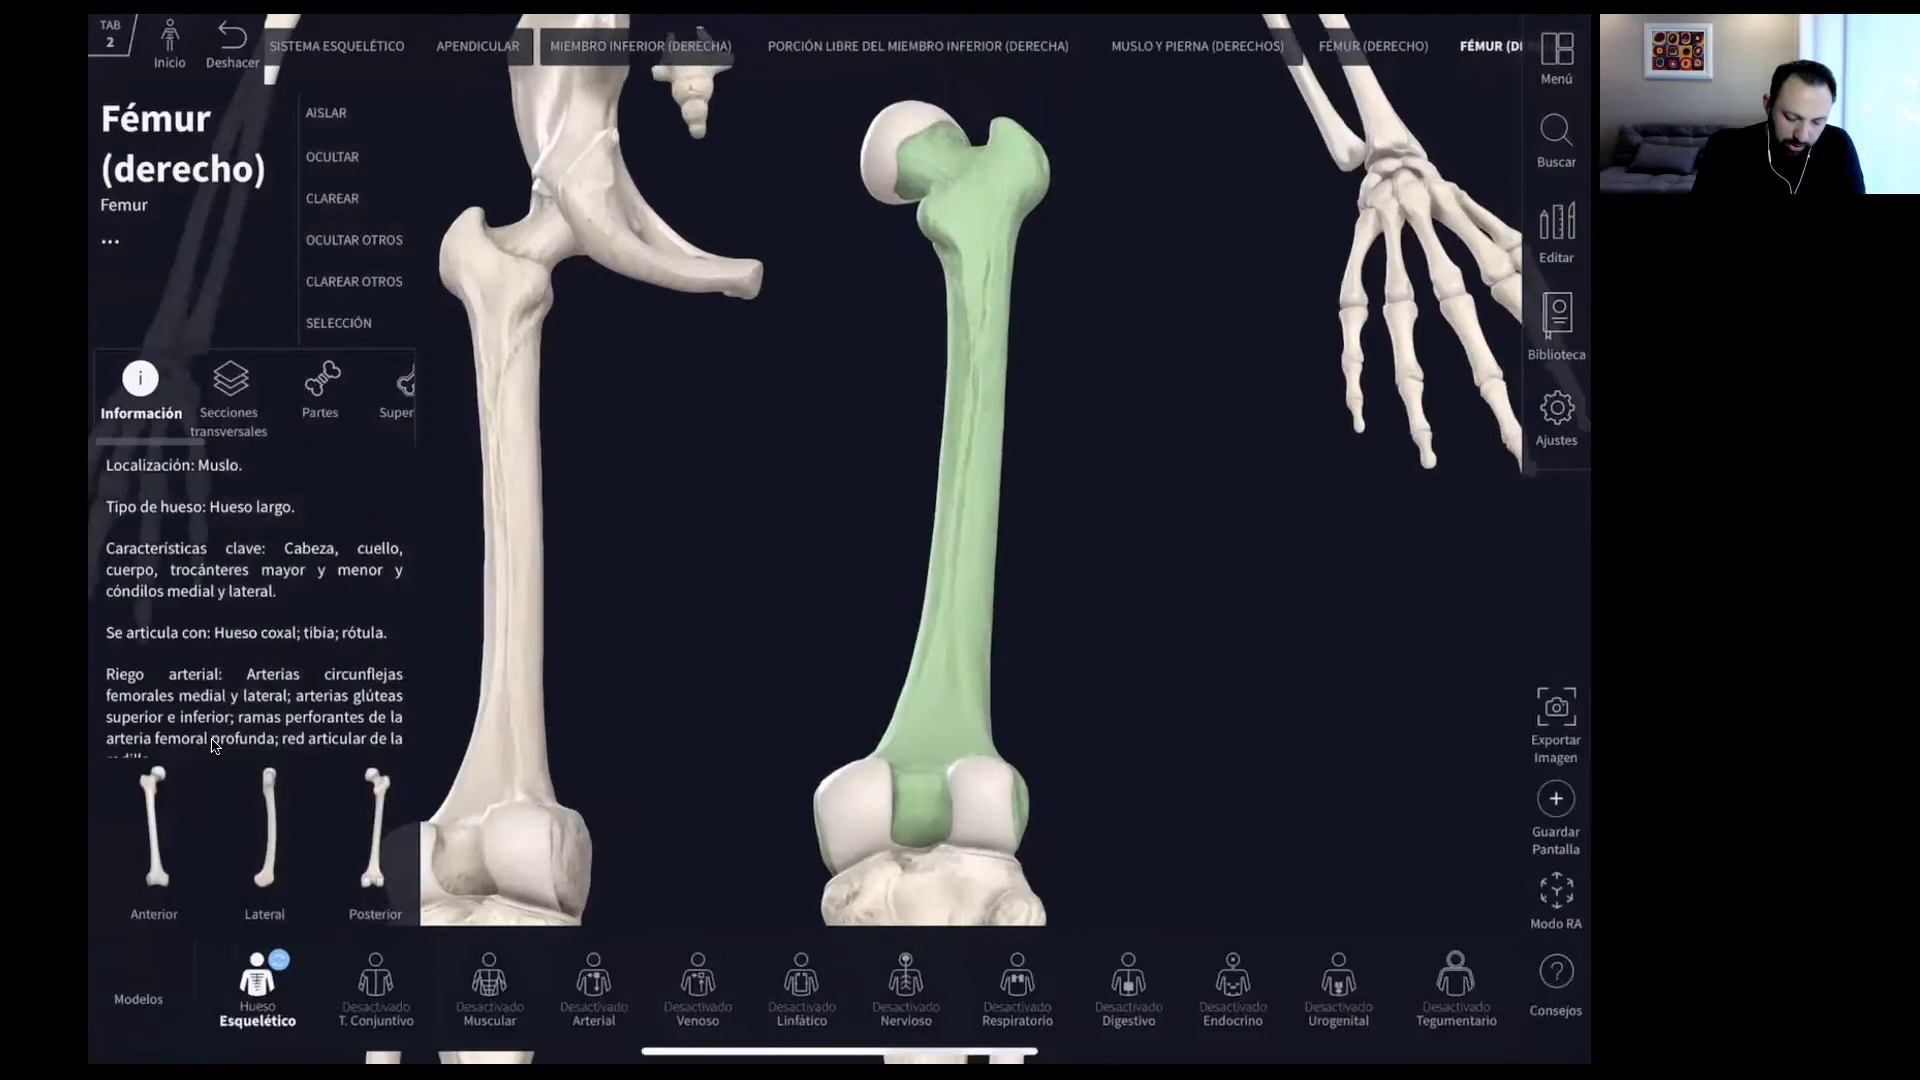 TAB
2
Inicio
Deshacer
SISTEMA ESQUELÉTICO
APENDICULAR
MIEMBRO INFERIOR (DERECHA)
PORCIÓN LIBRE DEL MIEMBRO INFERIOR (DERECHA)
MUSLO Y PIERNA (DERECHOS)
FÉMUR (DERECHO)
FÉMUR
Fémur
(derecho)
Femur
...
AISLAR
OCULTAR
CLAREAR
OCULTAR OTROS
CLAREAR OTROS
SELECCIÓN
i
Información
Secciones
transversales
Partes
Super
Localización: Muslo.
Tipo de hueso: Hueso largo.
Características clave: Cabeza, cuello,
cuerpo, trocánteres mayor y menor y
cóndilos medial y lateral.
Se articula con: Hueso coxal; tibia; rótula.
Riego arterial: Arterias circunflejas
femorales medial y lateral; arterias glúteas
superior e inferior; ramas perforantes de la
arteria femoral profunda; red articular de la
Anterior
Lateral
Posterior
Menú
Buscar
Editar
Biblioteca
Ajustes
Exportar
Imagen
Guardar
Pantalla
Modo RA
Consejos
Modelos
Hueso
Esquelético
Desactivado
T. Conjuntivo
Desactivado
Muscular
Desactivado
Arterial
Desactivado
Venoso
Desactivado
Linfático
Desactivado
Nervioso
Desactivado
Respiratorio
Desactivado
Digestivo
Desactivado
Endocrino
Desactivado
Urogenital
Desactivado
Tegumentario